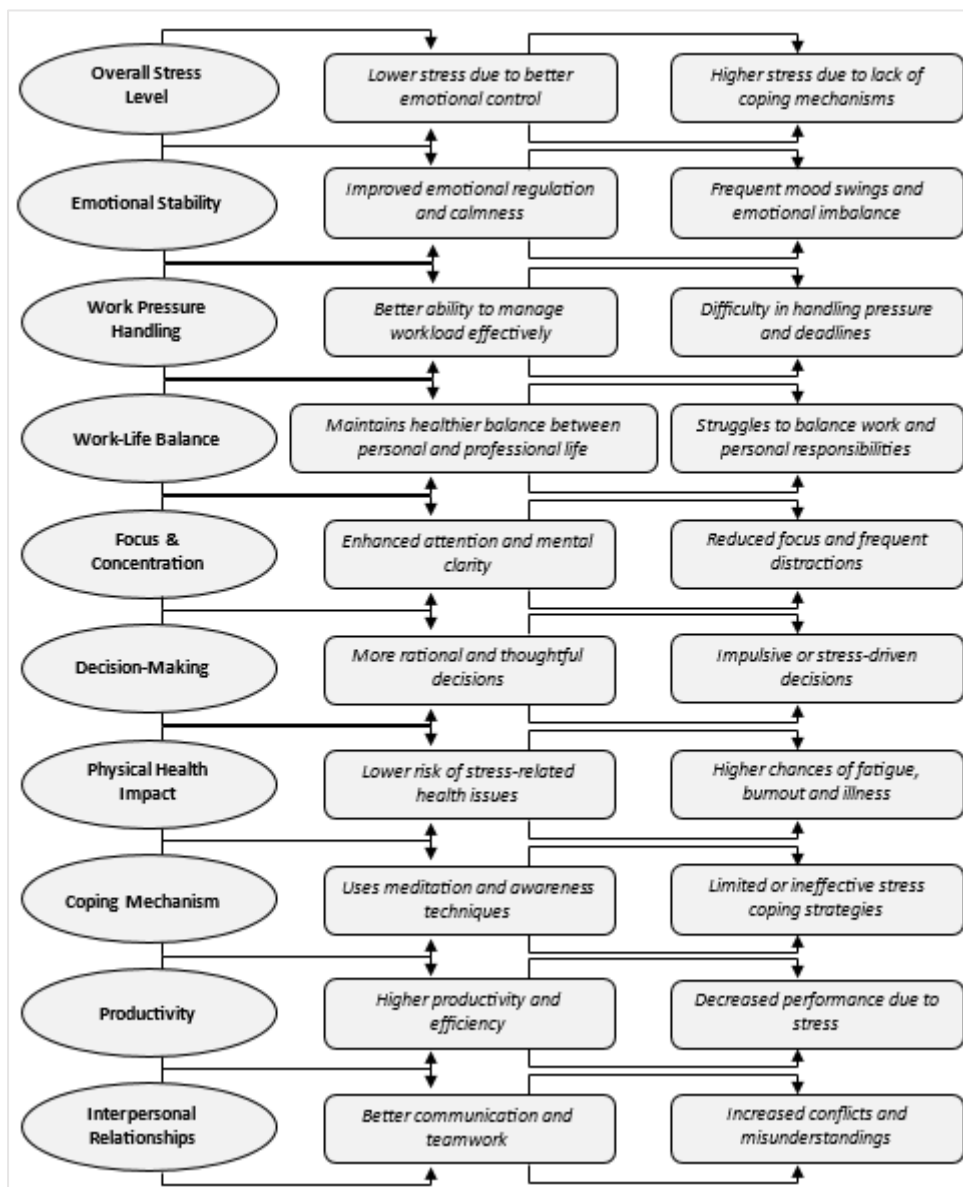 Overall Stress
Level
Lower stress due to better
emotional control
Higher stress due to lack of
coping mechanisms
Emotional Stability
Improved emotional regulation
and calmness
Frequent mood swings and
emotional imbalance
Work Pressure
Handling
Better ability to manage
workload effectively
Difficulty in handling pressure
and deadlines
Work-Life Balance
Maintains healthier balance between
personal and professional life
Struggles to balance work and
personal responsibilities
Focus &
Concentration
Enhanced attention and mental
clarity
Reduced focus and frequent
distractions
Decision-Making
More rational and thoughtful
decisions
Impulsive or stress-driven
decisions
Physical Health
Impact
Lower risk of stress-related
health issues
Higher chances of fatigue,
burnout and illness
Coping Mechanism
Uses meditation and awareness
techniques
Limited or ineffective stress
coping strategies
Productivity
Higher productivity and
efficiency
Decreased performance due to
stress
Interpersonal
Relationships
Better communication and
teamwork
Increased conflicts and
misunderstandings